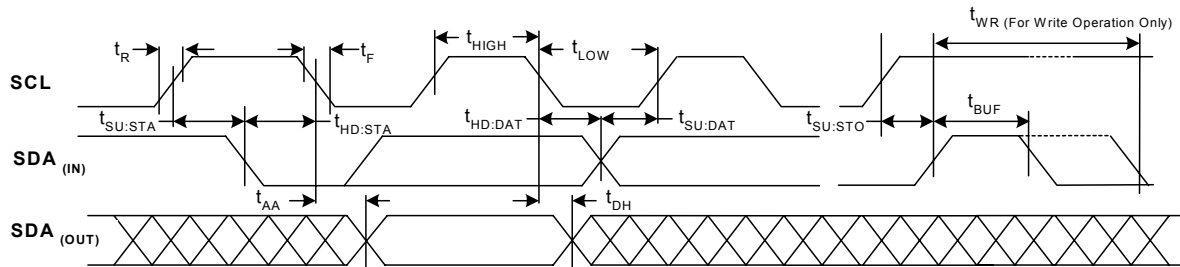 tWR (For Write Operation Only)
tR
tF
tHIGH
tLOW
SCL
tSU:STA
tHD:STA
tHD:DAT
tSU:DAT
tSU:STO
tBUF
SDA (IN)
tAA
tDH
SDA (OUT)